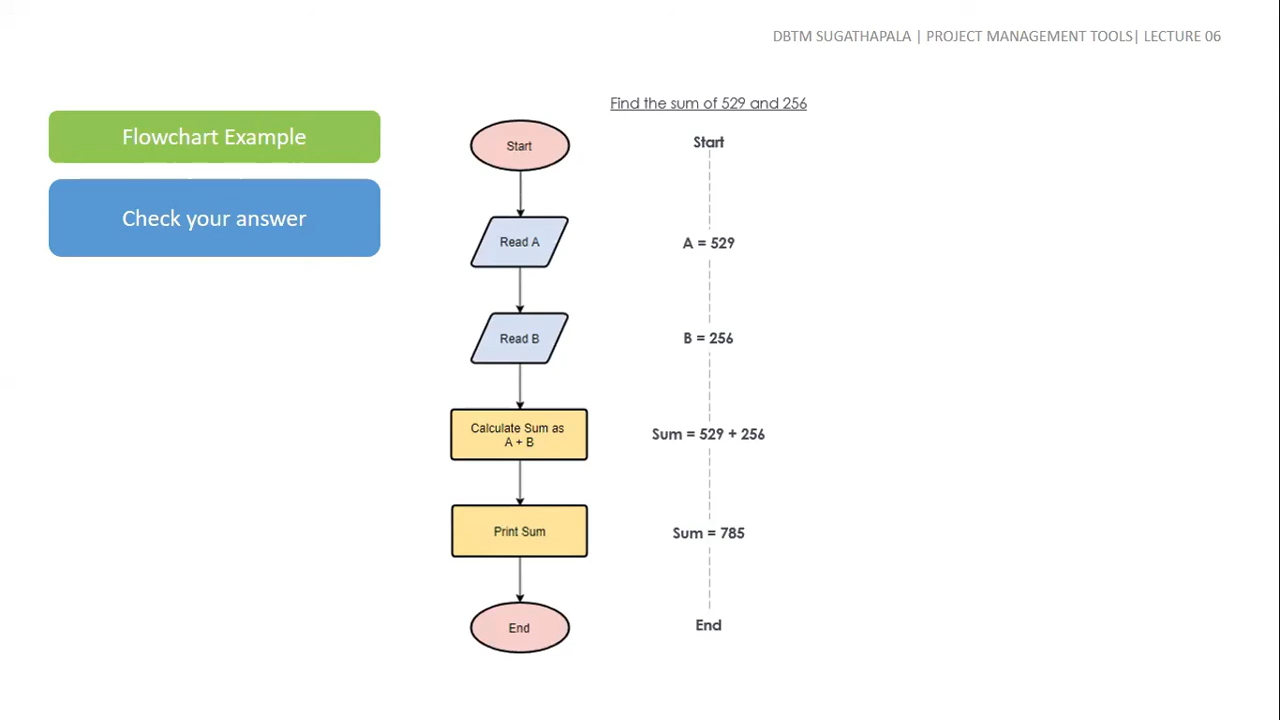 DBTM SUGATHAPALA | PROJECT MANAGEMENT TOOLS| LECTURE 06
Flowchart Example
Check your answer
Start
Read A
Read B
Calculate Sum as
A + B
Print Sum
End
Find the sum of 529 and 256
Start
A = 529
B = 256
Sum = 529 + 256
Sum = 785
End